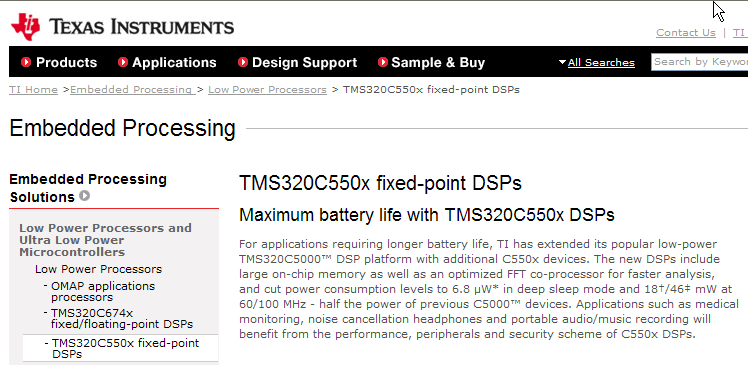 TEXAS INSTRUMENTS
Contact Us | TI
Products Applications Design Support Sample & Buy
All Searches Search by Keywor
TI Home >Embedded Processing > Low Power Processors > TMS320C550x fixed-point DSPs
Embedded Processing
Embedded Processing
Solutions
Low Power Processors and
Ultra Low Power
Microcontrollers
Low Power Processors
- OMAP applications
processors
- TMS320C674x
fixed/floating-point DSPs
- TMS320C550x fixed-point
DSPs
TMS320C550x fixed-point DSPs
Maximum battery life with TMS320C550x DSPs
For applications requiring longer battery life, TI has extended its popular low-power
TMS320C5000™ DSP platform with additional C550x devices. The new DSPs include
large on-chip memory as well as an optimized FFT co-processor for faster analysis,
and cut power consumption levels to 6.8 µW* in deep sleep mode and 18†/46‡ mW at
60/100 MHz - half the power of previous C5000™ devices. Applications such as medical
monitoring, noise cancellation headphones and portable audio/music recording will
benefit from the performance, peripherals and security scheme of C550x DSPs.